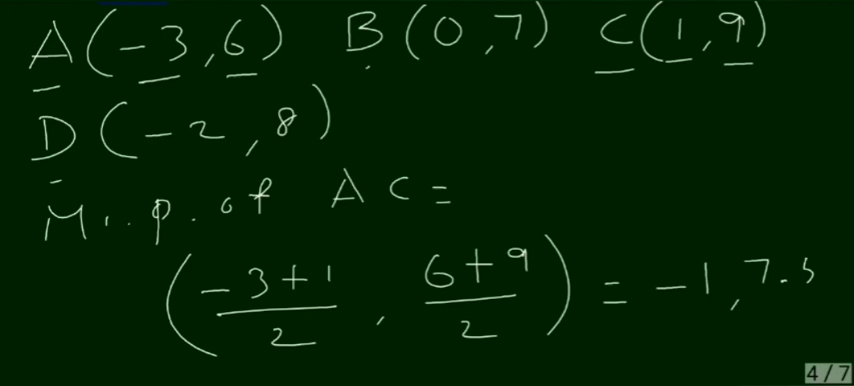 A(-3,6) B(0,7) C(1,9)
D(-2,8)
M.p. of AC=
(-3+1/2, 6+9/2) = -1,7.5
4/7